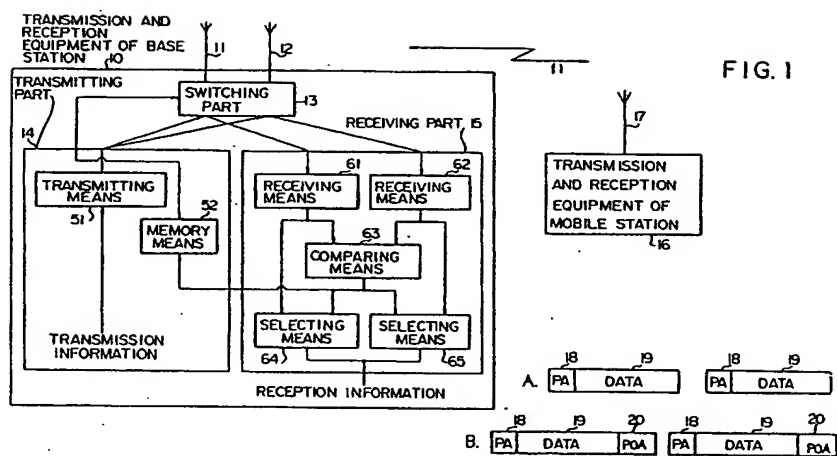 TRANSMISSION AND
RECEPTION
EQUIPMENT OF BASE
STATION
10
11
12
11
FIG. 1
TRANSMITTING
PART
SWITCHING
PART
13
RECEIVING PART, 15
14
17
61
62
TRANSMITTING
MEANS
51
52
MEMORY
MEANS
RECEIVING
MEANS
RECEIVING
MEANS
63
COMPARING
MEANS
TRANSMISSION
AND RECEPTION
EQUIPMENT OF
MOBILE STATION
16
SELECTING
MEANS
SELECTING
MEANS
64
65
TRANSMISSION
INFORMATION
RECEPTION INFORMATION
18 19 18 19
A. PA DATA PA DATA
18 19 20 18 19 20
B. PA DATA POA PA DATA POA